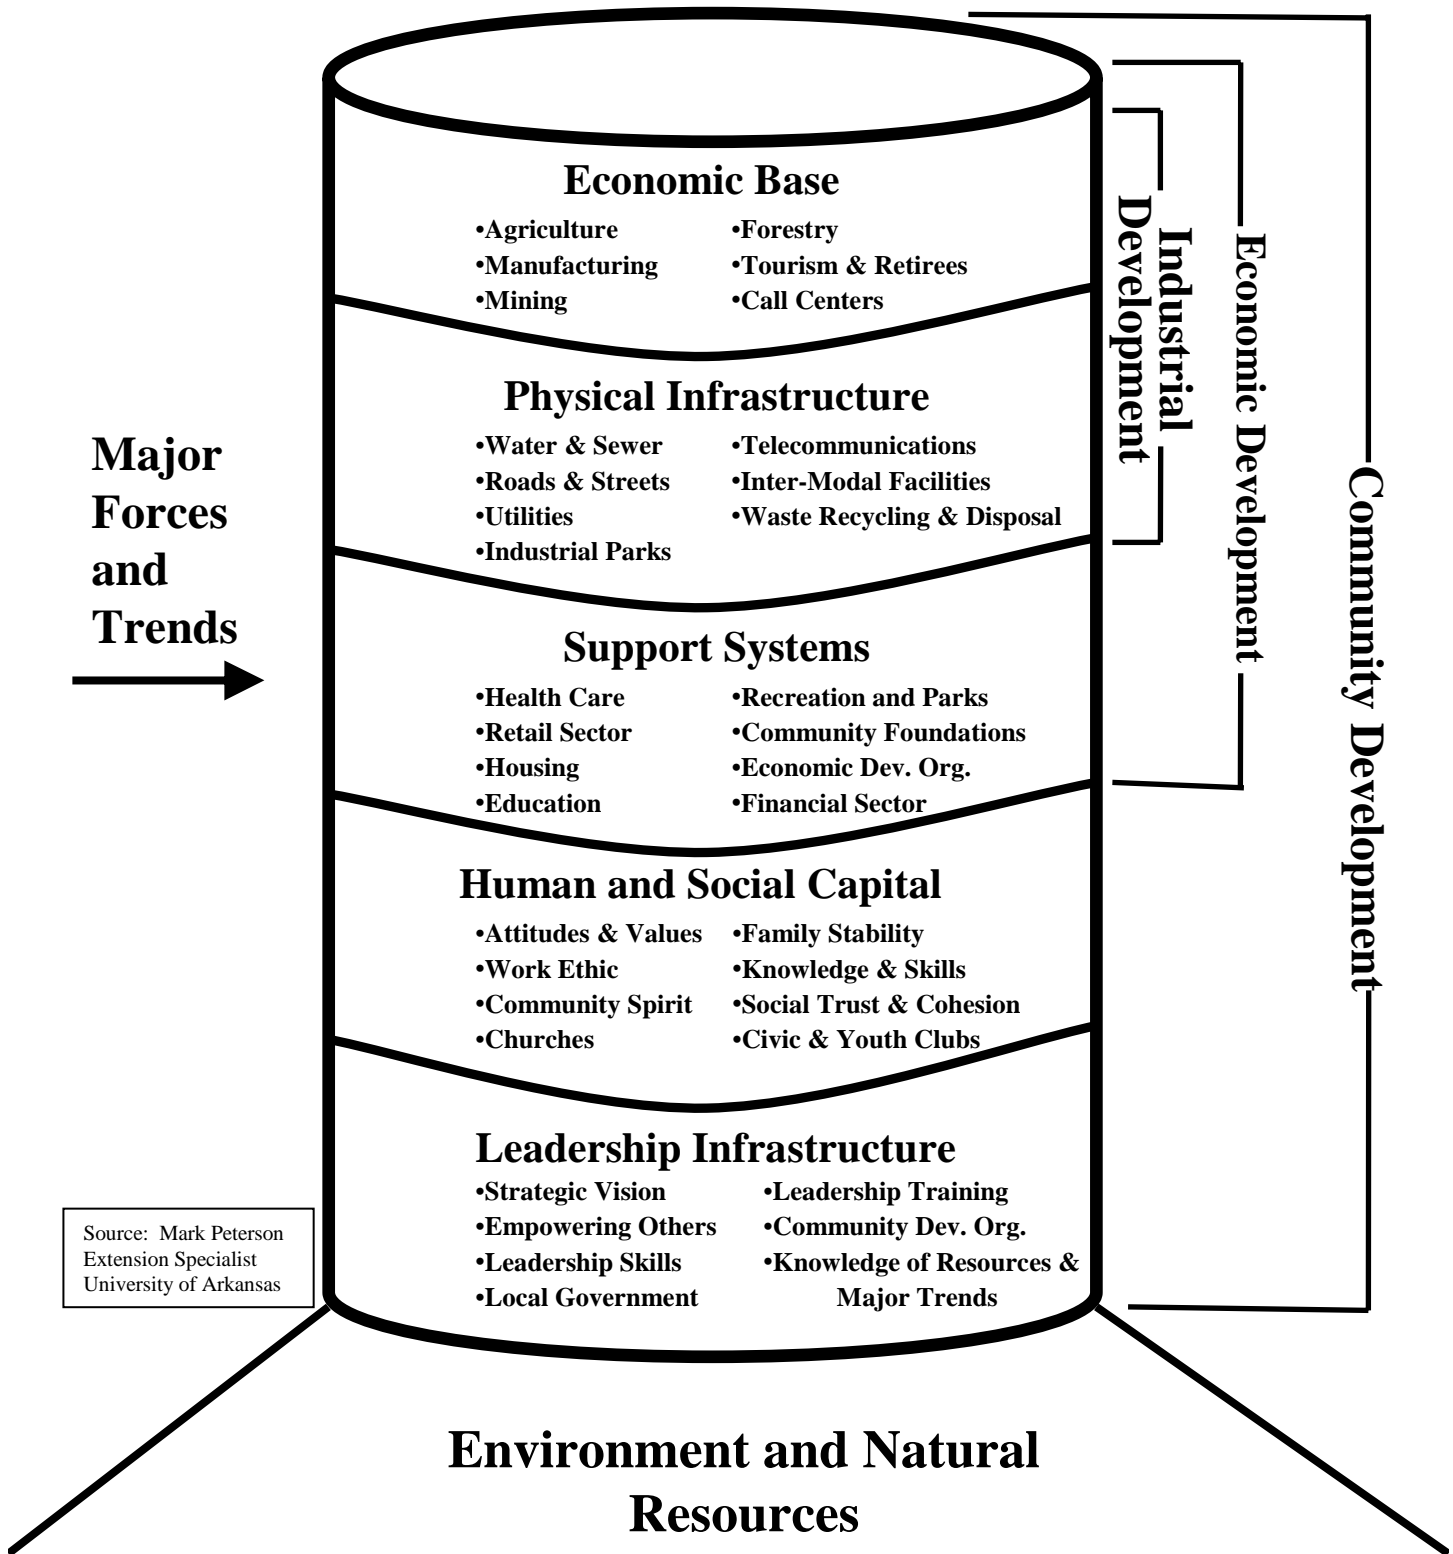 Economic Base
•Agriculture
•Manufacturing
•Mining
•Forestry
•Tourism & Retirees
•Call Centers
Physical Infrastructure
•Water & Sewer
•Roads & Streets
•Utilities
•Industrial Parks
•Telecommunications
•Inter-Modal Facilities
•Waste Recycling & Disposal
Support Systems
•Health Care
•Retail Sector
•Housing
•Education
•Recreation and Parks
•Community Foundations
•Economic Dev. Org.
•Financial Sector
Human and Social Capital
•Attitudes & Values
•Work Ethic
•Community Spirit
•Churches
•Family Stability
•Knowledge & Skills
•Social Trust & Cohesion
•Civic & Youth Clubs
Leadership Infrastructure
•Strategic Vision
•Empowering Others
•Leadership Skills
•Local Government
•Leadership Training
•Community Dev. Org.
•Knowledge of Resources &
Major Trends
Environment and Natural
Resources
Major
Forces
and
Trends
Source: Mark Peterson
Extension Specialist
University of Arkansas
Industrial
Development
Economic Development
Community Development